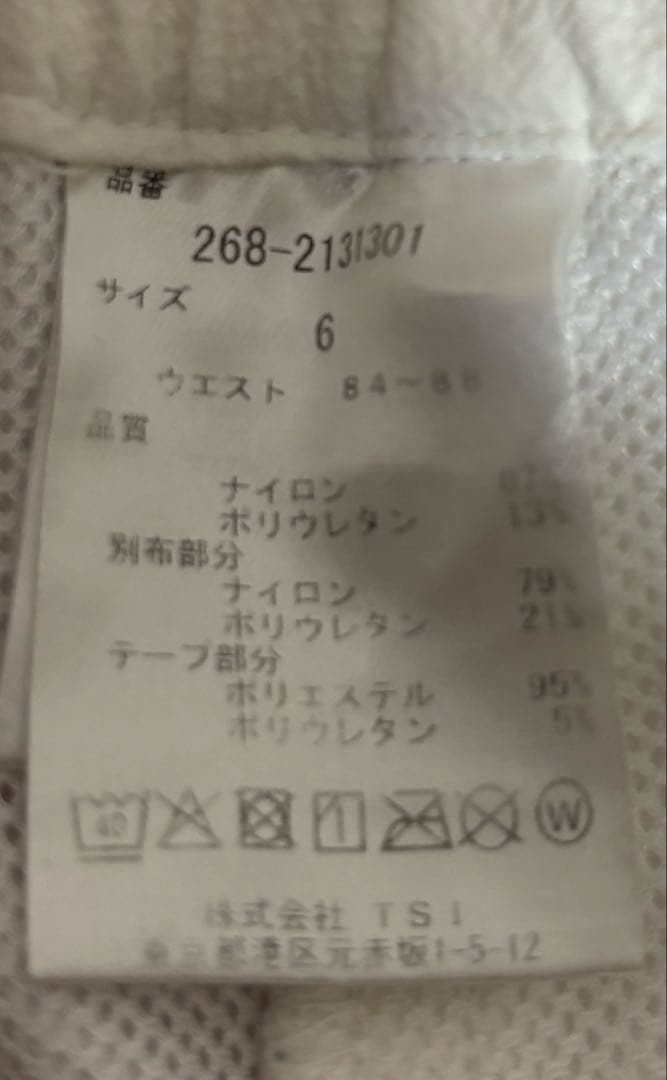 品番
268-2131301
サイズ
6
ウエスト 84～88
品質
ナイロン 87%
ポリウレタン 13%
別布部分
ナイロン 79%
ポリウレタン 21%
テープ部分
ポリエステル 95%
ポリウレタン 5%
40 W
株式会社 TSI
東京都港区元赤坂1-5-12